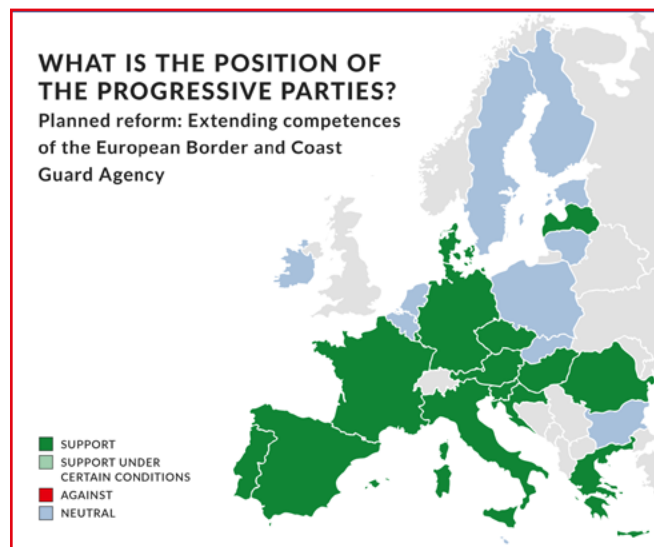 WHAT IS THE POSITION OF
THE PROGRESSIVE PARTIES?
Planned reform: Extending competences
of the European Border and Coast
Guard Agency
SUPPORT
SUPPORT UNDER
CERTAIN CONDITIONS
AGAINST
NEUTRAL